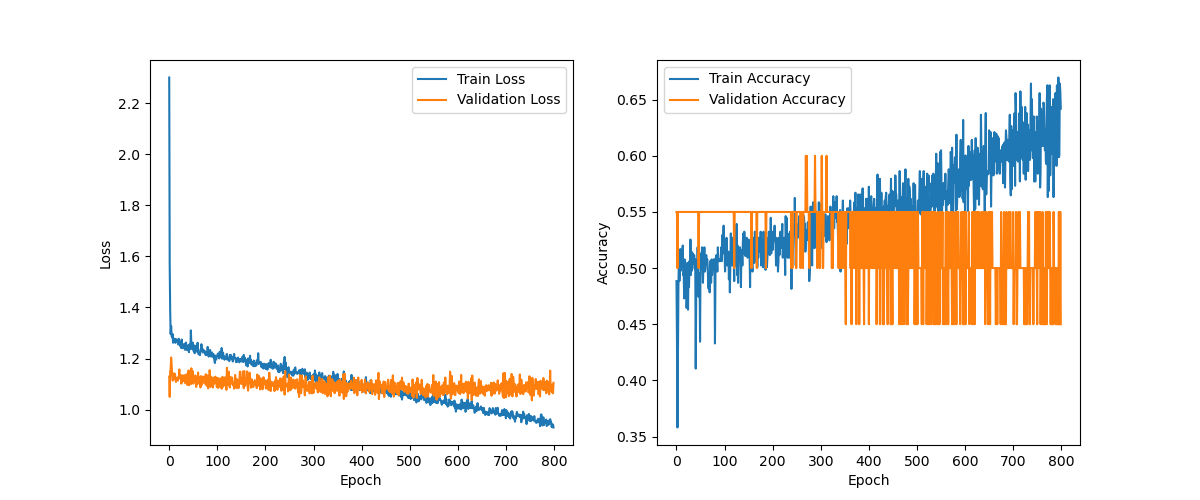 Train Loss
Validation Loss
2.2
2.0
1.8
1.6
1.4
1.2
1.0
Loss
0 100 200 300 400 500 600 700 800
Epoch
Train Accuracy
Validation Accuracy
0.65
0.60
0.55
0.50
0.45
0.40
0.35
Accuracy
0 100 200 300 400 500 600 700 800
Epoch